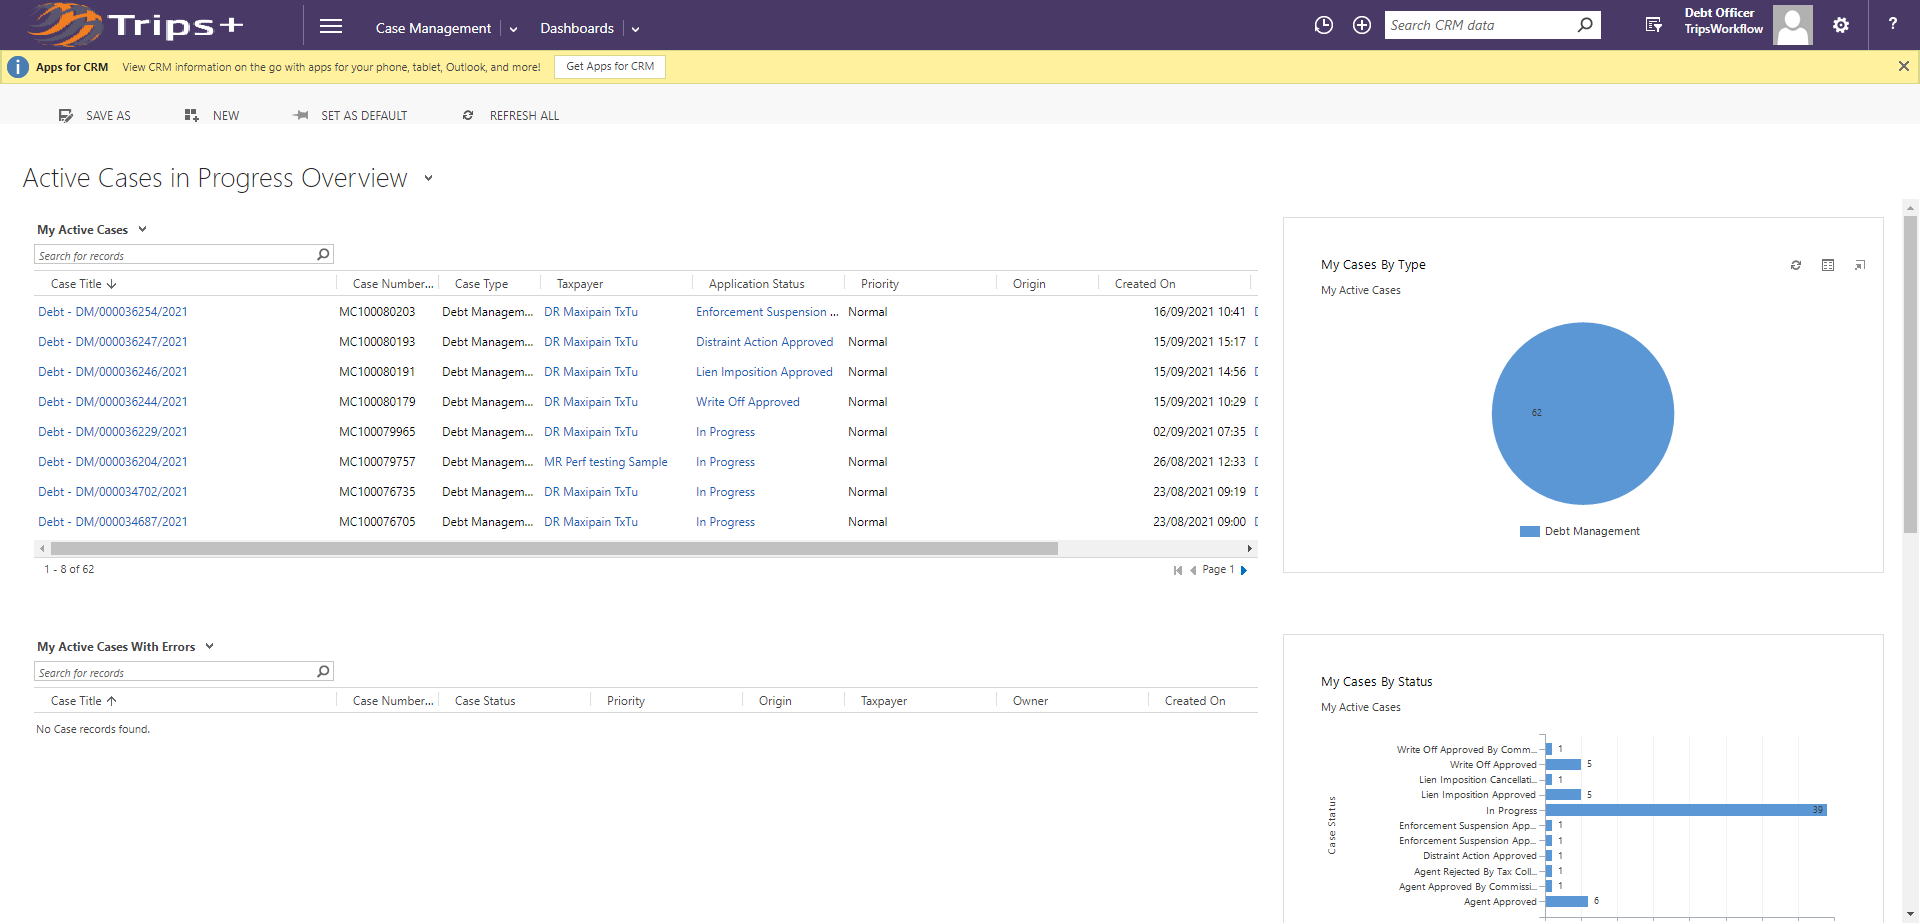 Trips+
Case Management
Dashboards
Search CRM data
Debt Officer
TripsWorkflow
?
Apps for CRM View CRM information on the go with apps for your phone, tablet, Outlook, and more! Get Apps for CRM
SAVE AS NEW SET AS DEFAULT REFRESH ALL
Active Cases in Progress Overview
My Active Cases
Search for records
Case Title Case Number... Case Type Taxpayer Application Status Priority Origin Created On
Debt - DM/000036254/2021 MC100080203 Debt Managem... DR Maxipain TxTu Enforcement Suspension ... Normal 16/09/2021 10:41
Debt - DM/000036247/2021 MC100080193 Debt Managem... DR Maxipain TxTu Distraint Action Approved Normal 15/09/2021 15:17
Debt - DM/000036246/2021 MC100080191 Debt Managem... DR Maxipain TxTu Lien Imposition Approved Normal 15/09/2021 14:56
Debt - DM/000036244/2021 MC100080179 Debt Managem... DR Maxipain TxTu Write Off Approved Normal 15/09/2021 10:29
Debt - DM/000036229/2021 MC100079965 Debt Managem... DR Maxipain TxTu In Progress Normal 02/09/2021 07:35
Debt - DM/000036204/2021 MC100079757 Debt Managem... MR Perf testing Sample In Progress Normal 26/08/2021 12:33
Debt - DM/000034702/2021 MC100076735 Debt Managem... DR Maxipain TxTu In Progress Normal 23/08/2021 09:19
Debt - DM/000034687/2021 MC100076705 Debt Managem... DR Maxipain TxTu In Progress Normal 23/08/2021 09:00
1 - 8 of 62
Page 1
My Cases By Type
My Active Cases
62
Debt Management
My Active Cases With Errors
Search for records
Case Title Case Number... Case Status Priority Origin Taxpayer Owner Created On
No Case records found.
My Cases By Status
My Active Cases
Case Status
Write Off Approved By Comm... 1
Write Off Approved 5
Lien Imposition Cancellati... 1
Lien Imposition Approved 5
In Progress 39
Enforcement Suspension App... 1
Enforcement Suspension App... 1
Distraint Action Approved 1
Agent Rejected By Tax Coll... 1
Agent Approved By Commissi... 1
Agent Approved 6